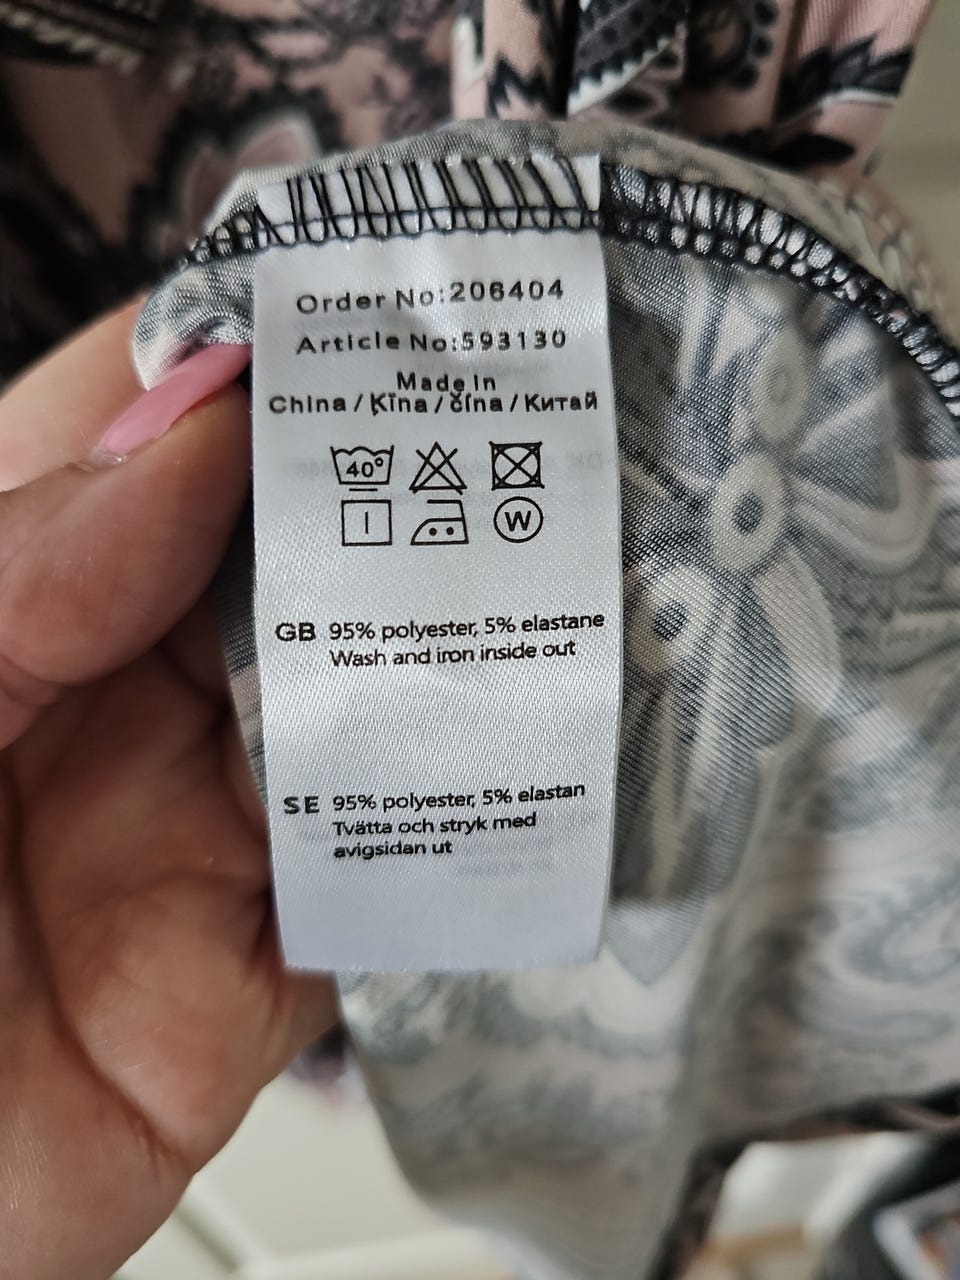 Order No:206404
Article No:593130
Made In
China / Ķīna / čína / Китай
40°
I
W
GB 95% polyester, 5% elastane
Wash and iron inside out
SE 95% polyester, 5% elastan
Tvätta och stryk med
avigsidan ut